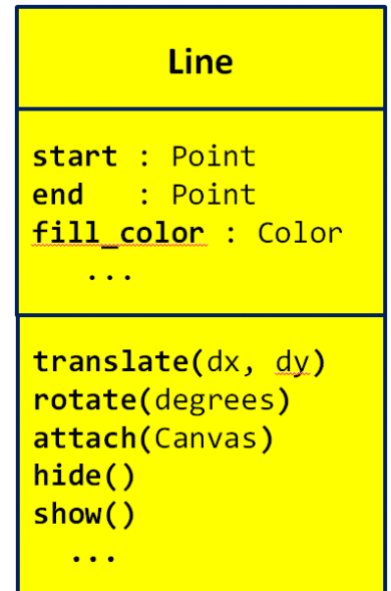 Line
start : Point
end   : Point
fill_color : Color
...
translate(dx, dy)
rotate(degrees)
attach(Canvas)
hide()
show()
...